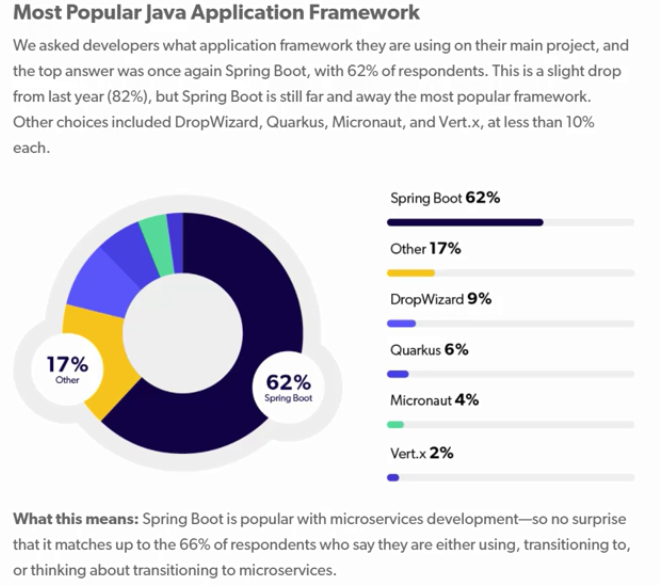 Most Popular Java Application Framework
We asked developers what application framework they are using on their main project, and
the top answer was once again Spring Boot, with 62% of respondents. This is a slight drop
from last year (82%), but Spring Boot is still far and away the most popular framework.
Other choices included DropWizard, Quarkus, Micronaut, and Vert.x, at less than 10%
each.
17%
Other
62%
Spring Boot
Spring Boot 62%
Other 17%
DropWizard 9%
Quarkus 6%
Micronaut 4%
Vert.x 2%
What this means: Spring Boot is popular with microservices development—so no surprise
that it matches up to the 66% of respondents who say they are either using, transitioning to,
or thinking about transitioning to microservices.